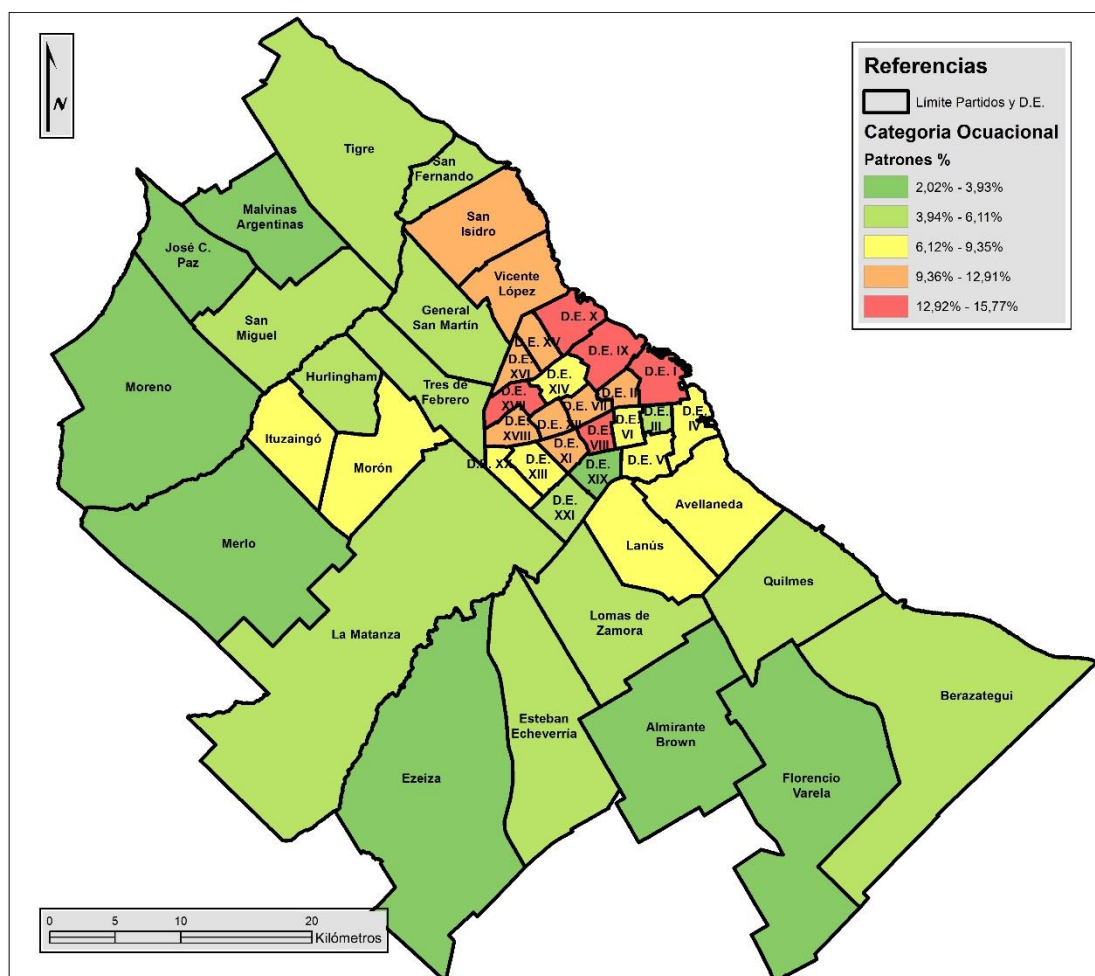 N
Referencias
Límite Partidos y D.E.
Categoria Ocuacional
Patrones %
2,02% - 3,93%
3,94% - 6,11%
6,12% - 9,35%
9,36% - 12,91%
12,92% - 15,77%
Tigre
San
Fernando
Malvinas
Argentinas
San
Isidro
José C.
Paz
Vicente
López
General
San Martín
San
Miguel
D.E. X
D.E. XV
D.E. IX
D.E.
XVI
D.E. I
Moreno
Hurlingham
Tres de
Febrero
D.E.
XIV
D.E.
XVII
D.E. II
D.E. VII
D.E.
XVIII
D.E.
XII
D.E.
VIII
D.E.
VI
D.E.
III
D.E.
IV
Ituzaingó
Morón
D.E. XX
D.E.
XIII
D.E.
XI
D.E. V
D.E.
XIX
D.E.
XXI
Avellaneda
Merlo
Lanús
Quilmes
La Matanza
Lomas de
Zamora
Berazategui
Esteban
Echeverría
Almirante
Brown
Ezeiza
Florencio
Varela
0 5 10 20
Kilómetros